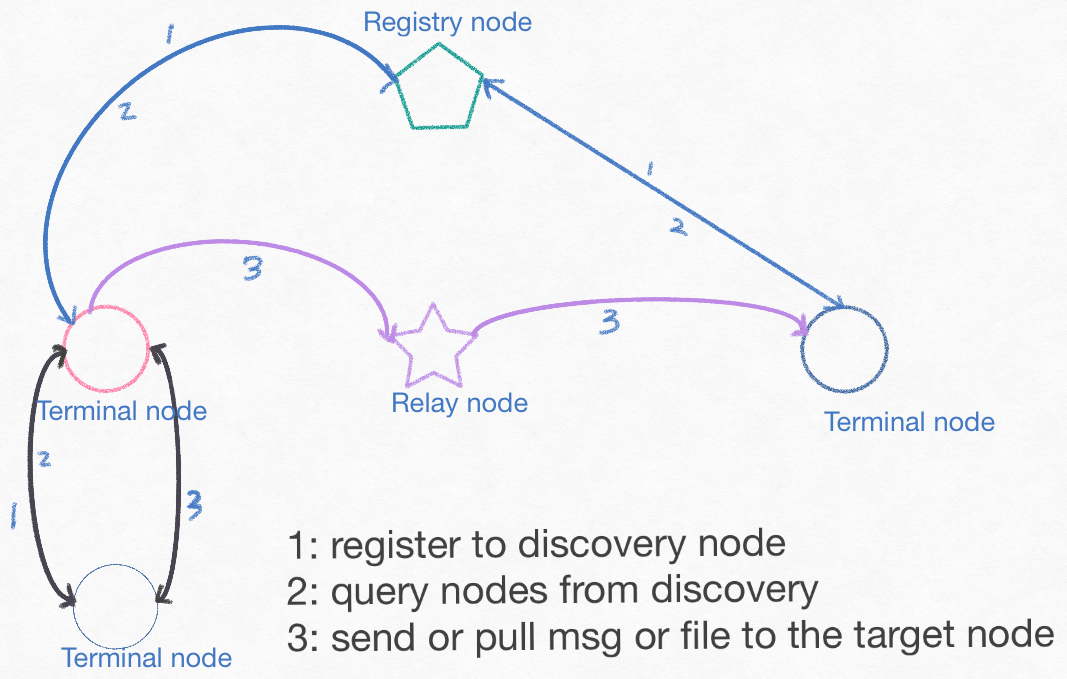 Registry node
1
2
1
2
3
3
Terminal node
Relay node
Terminal node
2
1
3
1: register to discovery node
2: query nodes from discovery
3: send or pull msg or file to the target node
Terminal node